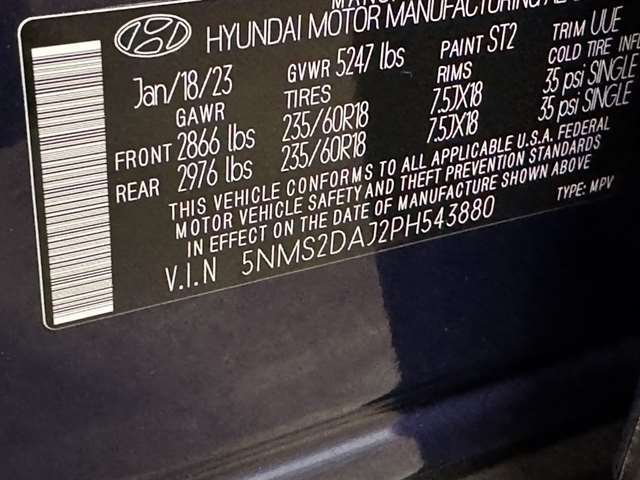 HYUNDAI MOTOR MANUFACTURING
Jan/18/23 GVWR 5247 lbs PAINT ST2 TRIM UUE
GAWR TIRES RIMS COLD TIRE
FRONT 2866 lbs 235/60R18 7.5JX18 35 psi SINGLE
REAR 2976 lbs 235/60R18 7.5JX18 35 psi SINGLE
THIS VEHICLE CONFORMS TO ALL APPLICABLE U.S.A. FEDERAL
MOTOR VEHICLE SAFETY AND THEFT PREVENTION STANDARDS
IN EFFECT ON THE DATE OF MANUFACTURE SHOWN ABOVE
V.I.N 5NMS2DAJ2PH543880 TYPE: MPV